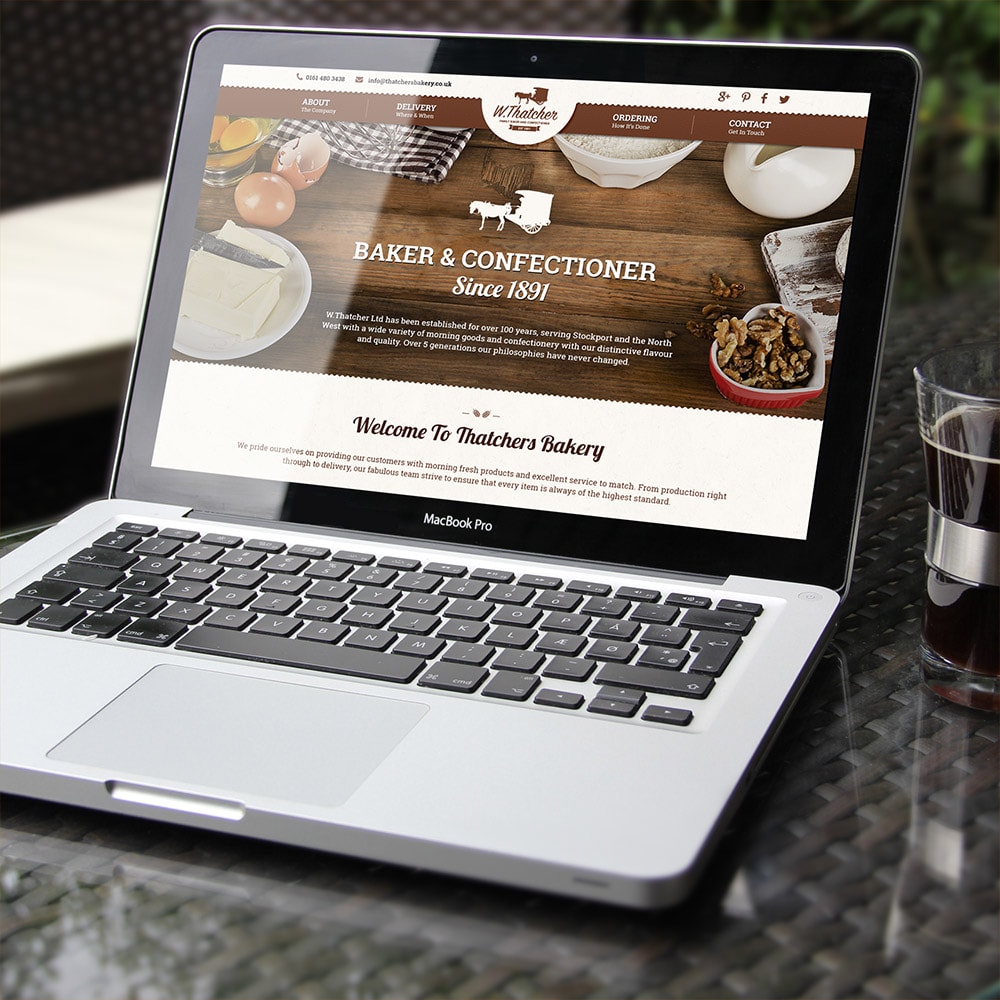 0161 480 3438 info@thatchersbakery.co.uk
ABOUT
The Company
DELIVERY
Where & When
W.Thatcher
FAMILY BAKER AND CONFECTIONER
EST. 1891
ORDERING
How It's Done
CONTACT
Get In Touch
BAKER & CONFECTIONER
Since 1891
W.Thatcher Ltd has been established for over 100 years, serving Stockport and the North
West with a wide variety of morning goods and confectionery with our distinctive flavour
and quality. Over 5 generations our philosophies have never changed.
Welcome To Thatchers Bakery
We pride ourselves on providing our customers with morning fresh products and excellent service to match. From production right
through to delivery, our fabulous team strive to ensure that every item is always of the highest standard.
MacBook Pro